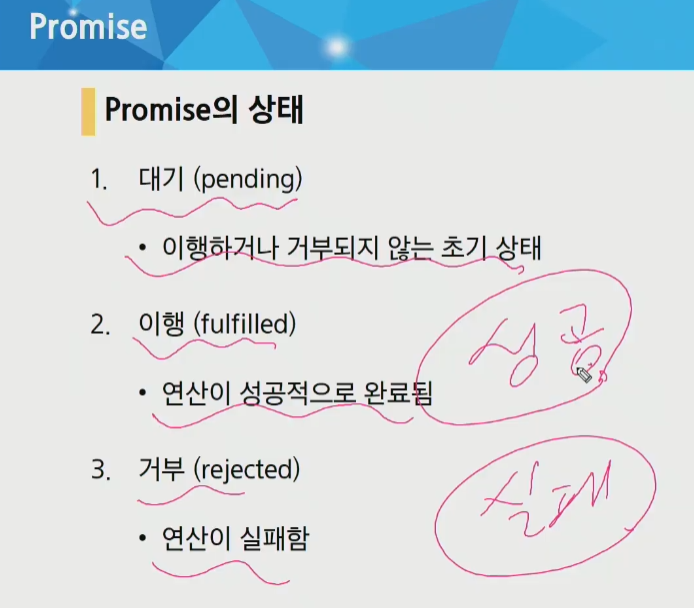 Promise
Promise의 상태
1. 대기 (pending)
• 이행하거나 거부되지 않는 초기 상태
2. 이행 (fulfilled)
성공
• 연산이 성공적으로 완료됨
3. 거부 (rejected)
실패
• 연산이 실패함